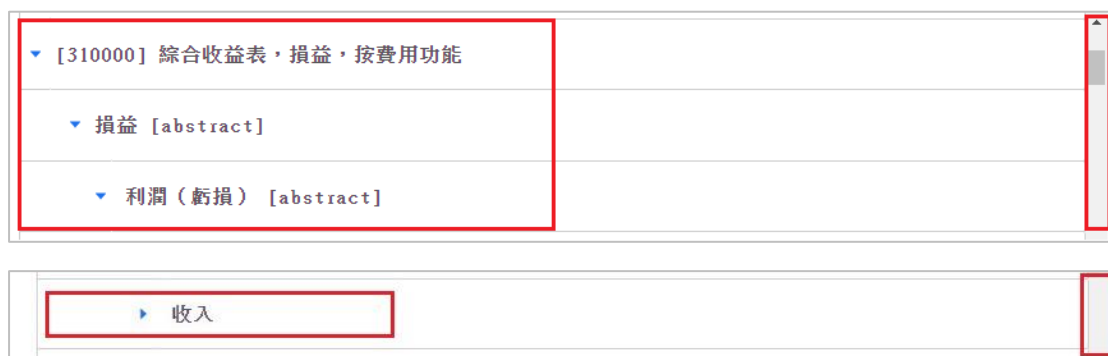 [310000] 綜合收益表，損益，按費用功能
損益 [abstract]
利潤（虧損） [abstract]
收入